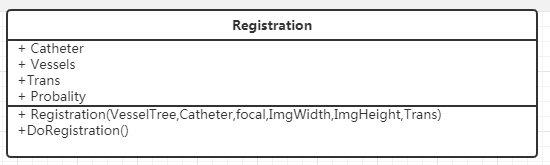 Registration
+ Catheter
+ Vessels
+Trans
+ Probality
+ Registration(VesselTree,Catheter,focal,ImgWidth,ImgHeight,Trans)
+DoRegistration()